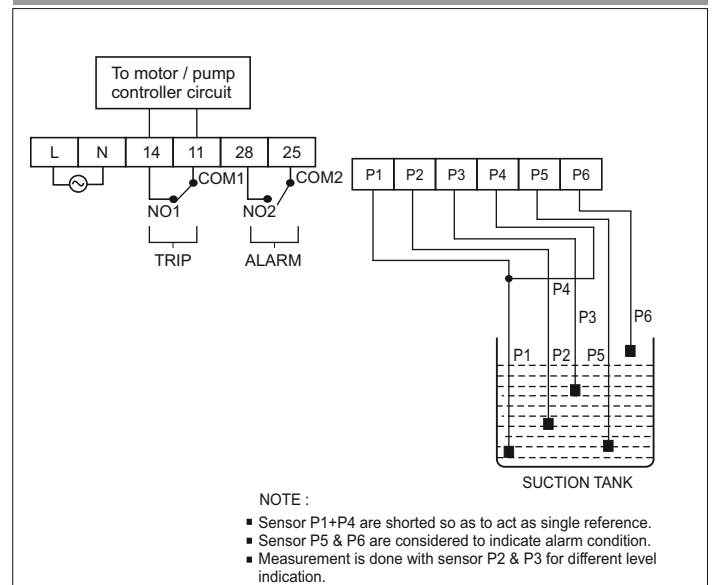 To motor / pump
controller circuit
L N 14 11 28 25
COM1 COM2
NO1 NO2
TRIP ALARM
P1 P2 P3 P4 P5 P6
P4
P3 P6
P1 P2 P5
SUCTION TANK
NOTE :
■ Sensor P1+P4 are shorted so as to act as single reference.
■ Sensor P5 & P6 are considered to indicate alarm condition.
■ Measurement is done with sensor P2 & P3 for different level
indication.